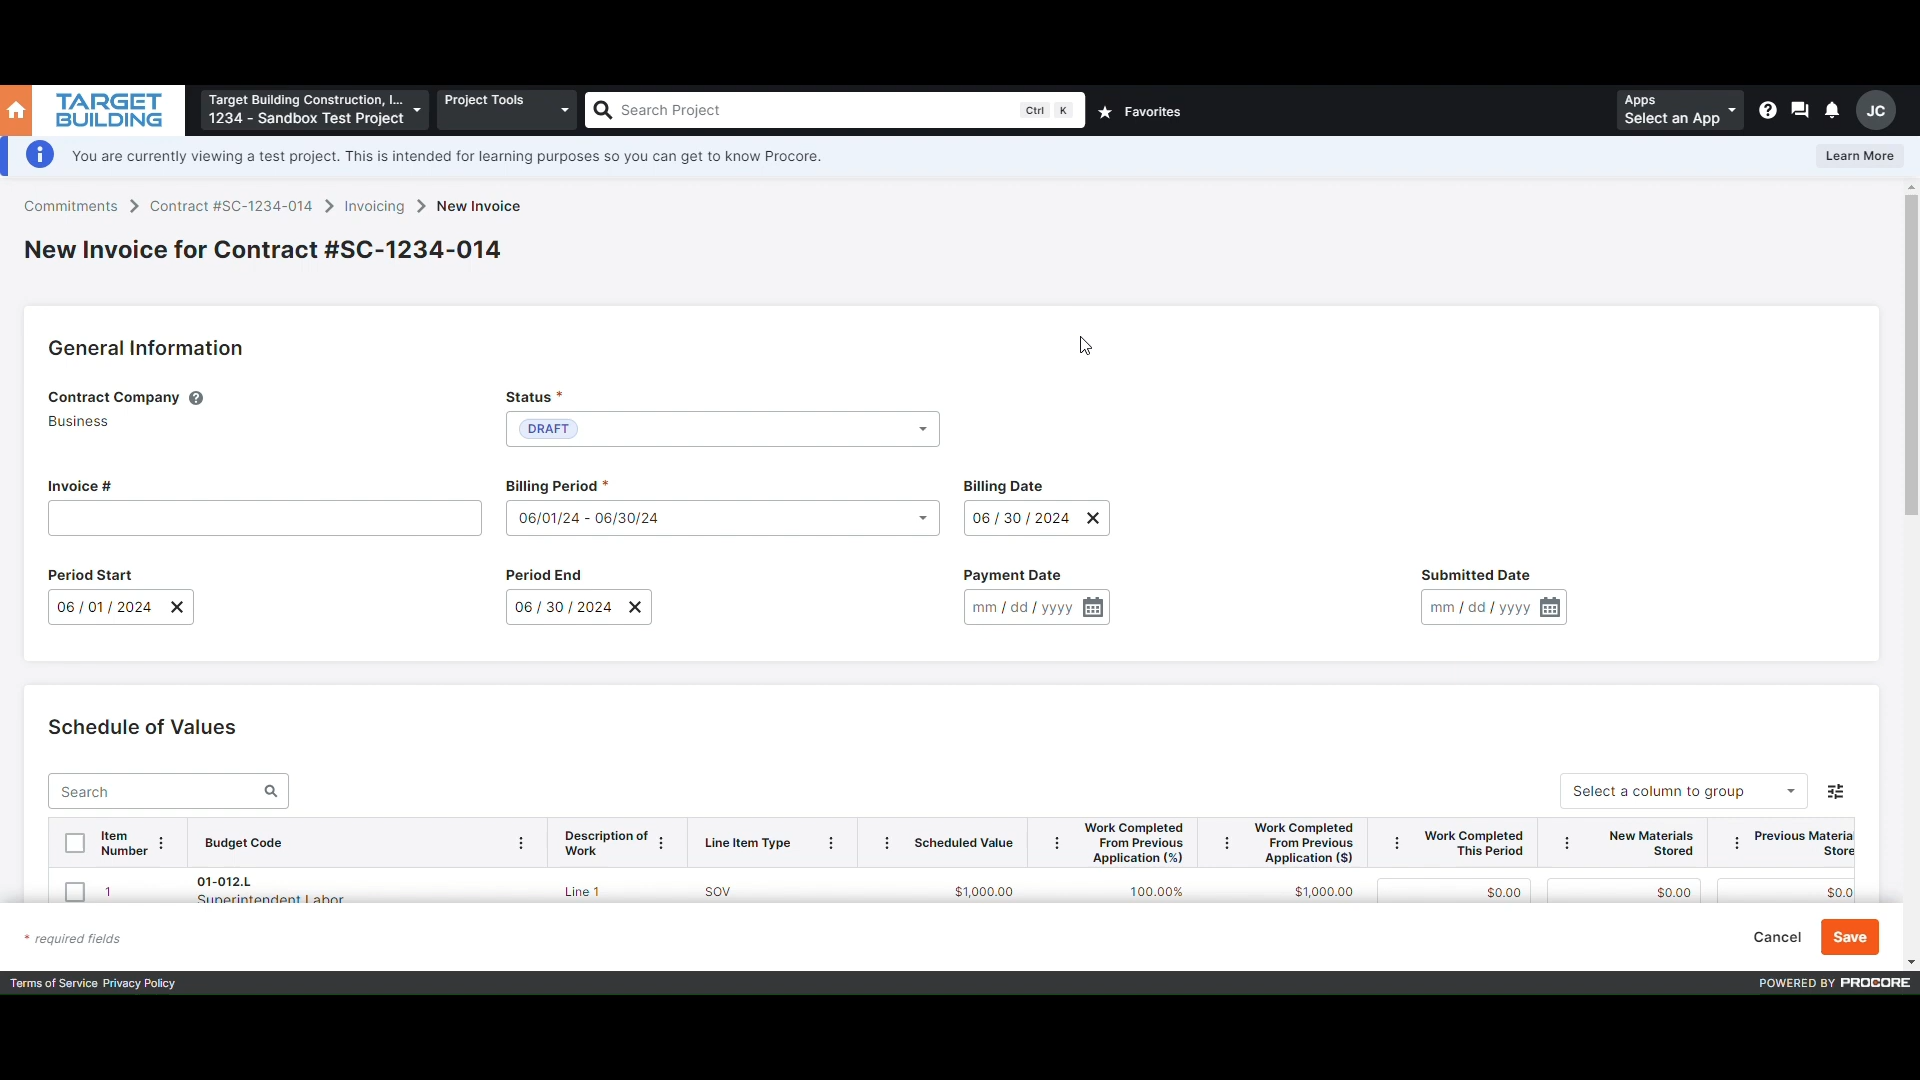 TARGET
BUILDING
Target Building Construction, I...
1234 - Sandbox Test Project
Project Tools
Search Project
Ctrl K
Favorites
Apps
Select an App
JC
You are currently viewing a test project. This is intended for learning purposes so you can get to know Procore.
Learn More
Commitments > Contract #SC-1234-014 > Invoicing > New Invoice
New Invoice for Contract #SC-1234-014
General Information
Contract Company
Business
Status *
DRAFT
Invoice #
Billing Period *
06/01/24 - 06/30/24
Billing Date
06 / 30 / 2024
Period Start
06 / 01 / 2024
Period End
06 / 30 / 2024
Payment Date
mm / dd / yyyy
Submitted Date
mm / dd / yyyy
Schedule of Values
Search
Select a column to group
Item
Number
Budget Code
Description of
Work
Line Item Type
Scheduled Value
Work Completed
From Previous
Application (%)
Work Completed
From Previous
Application ($)
Work Completed
This Period
New Materials
Stored
Previous Materia
Store
1
01-012.L
Superintendent Labor
Line 1
SOV
$1,000.00
100.00%
$1,000.00
$0.00
$0.00
$0.0
* required fields
Cancel
Save
Terms of Service Privacy Policy
POWERED BY PROCORE